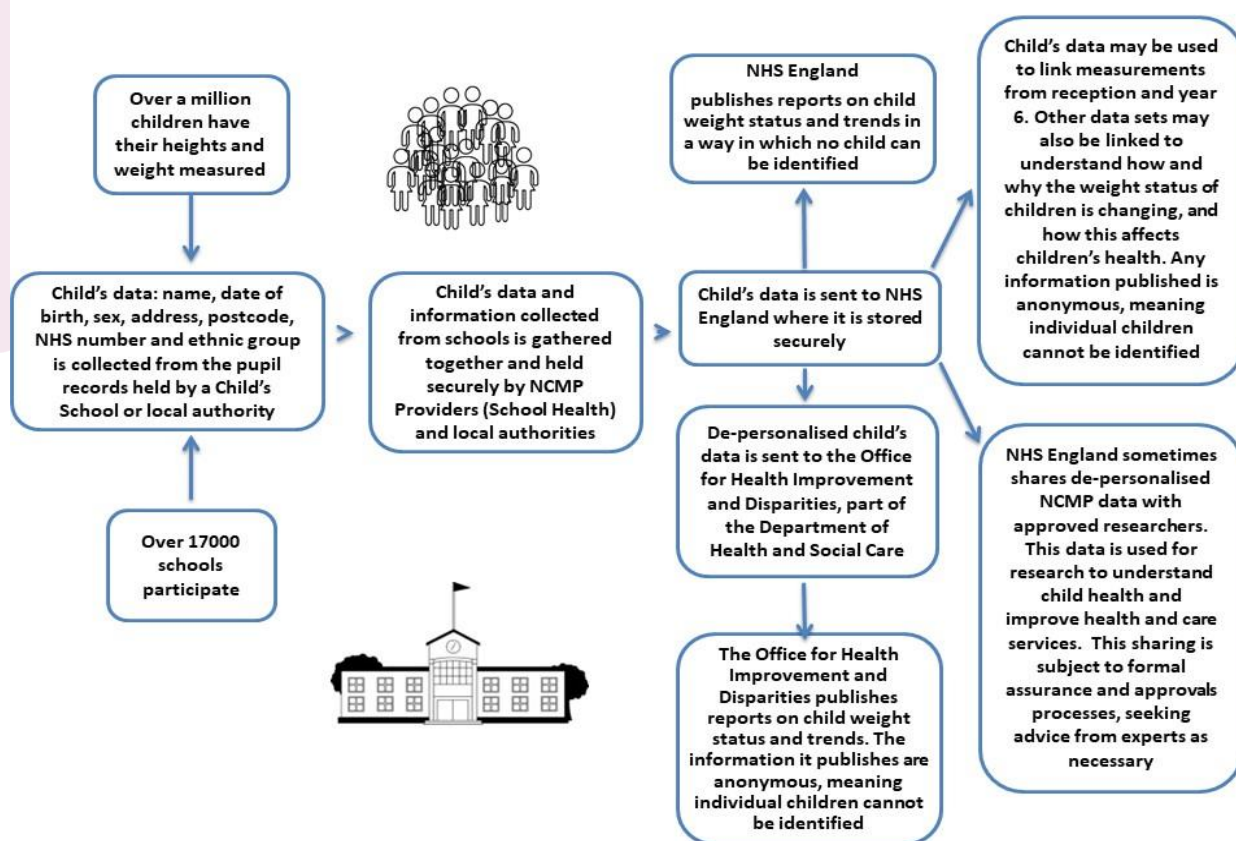 Over a million
children have
their heights and
weight measured
Child's data: name, date of
birth, sex, address, postcode,
NHS number and ethnic group
is collected from the pupil
records held by a Child's
School or local authority
Over 17000
schools
participate
Child's data and
information collected
from schools is gathered
together and held
securely by NCMP
Providers (School Health)
and local authorities
NHS England
publishes reports on child
weight status and trends in
a way in which no child can
be identified
Child's data is sent to NHS
England where it is stored
securely
De-personalised child's
data is sent to the Office
for Health Improvement
and Disparities, part of
the Department of
Health and Social Care
The Office for Health
Improvement and
Disparities publishes
reports on child weight
status and trends. The
information it publishes are
anonymous, meaning
individual children cannot
be identified
Child's data may be used
to link measurements
from reception and year
6. Other data sets may
also be linked to
understand how and
why the weight status of
children is changing, and
how this affects
children's health. Any
information published is
anonymous, meaning
individual children
cannot be identified
NHS England sometimes
shares de-personalised
NCMP data with
approved researchers.
This data is used for
research to understand
child health and
improve health and care
services. This sharing is
subject to formal
assurance and approvals
processes, seeking
advice from experts as
necessary